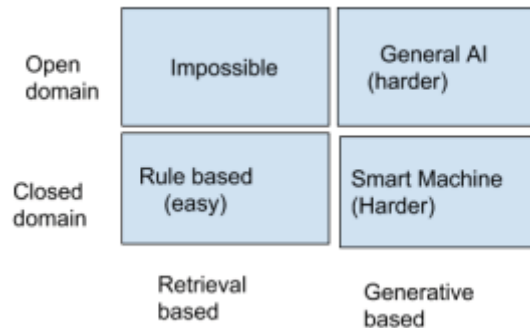 Open
domain
Impossible
General AI
(harder)
Closed
domain
Rule based
(easy)
Smart Machine
(Harder)
Retrieval
based
Generative
based